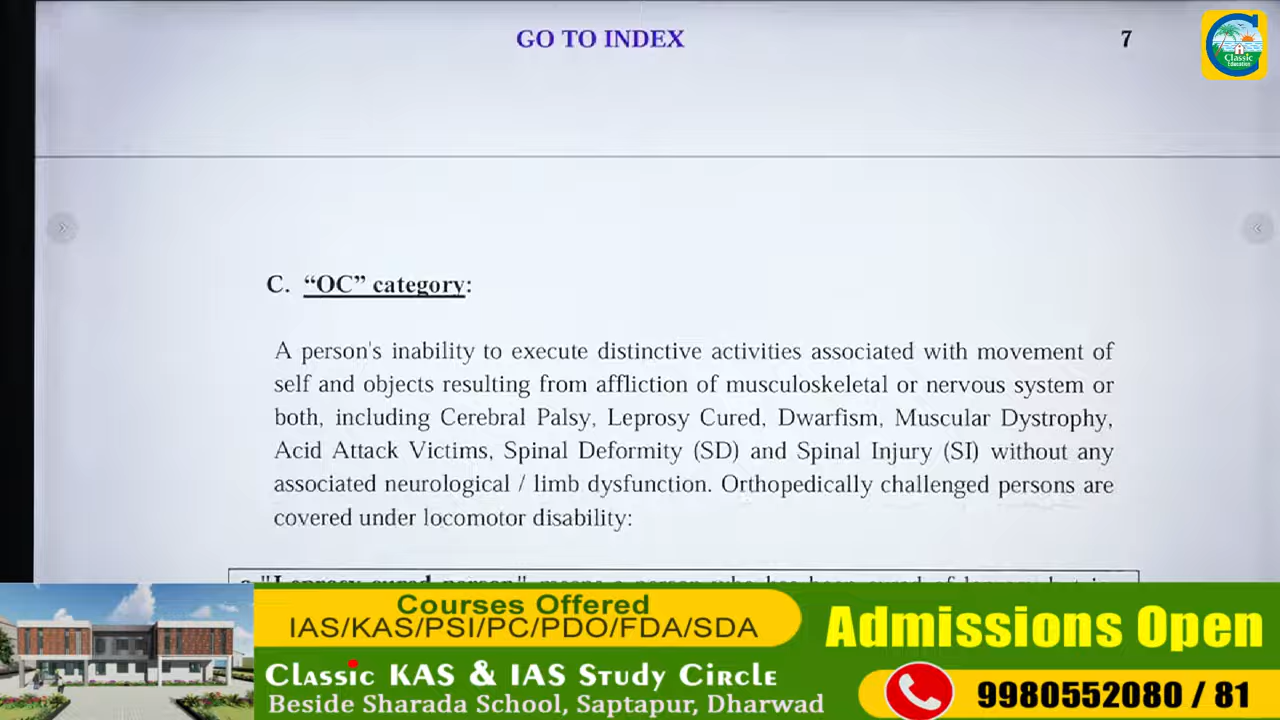 GO TO INDEX
7
Classic
Education
C. “OC” category:
A person's inability to execute distinctive activities associated with movement of
self and objects resulting from affliction of musculoskeletal or nervous system or
both, including Cerebral Palsy, Leprosy Cured, Dwarfism, Muscular Dystrophy,
Acid Attack Victims, Spinal Deformity (SD) and Spinal Injury (SI) without any
associated neurological / limb dysfunction. Orthopedically challenged persons are
covered under locomotor disability:
Courses Offered
IAS/KAS/PSI/PC/PDO/FDA/SDA
Classic KAS & IAS Study Circle
Beside Sharada School, Saptapur, Dharwad
Admissions Open
9980552080 / 81